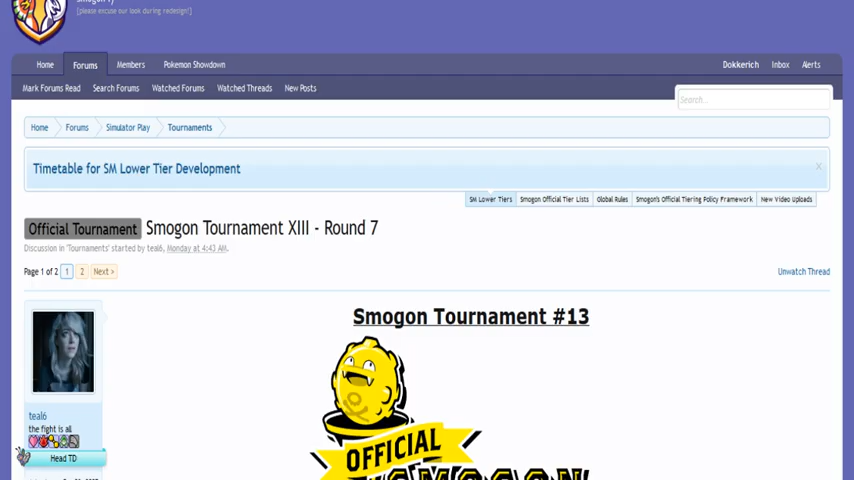 [please excuse our look during redesign!]
Home Forums Members Pokemon Showdown Dokkerich Inbox Alerts
Mark Forums Read Search Forums Watched Forums Watched Threads New Posts
Search...
Home Forums Simulator Play Tournaments
Timetable for SM Lower Tier Development
SM Lower Tiers Smogon Official Tier Lists Global Rules Smogon's Official Tiering Policy Framework New Video Uploads
Official Tournament Smogon Tournament XIII - Round 7
Discussion in 'Tournaments' started by teal6, Monday at 4:43 AM.
Page 1 of 2 1 2 Next > Unwatch Thread
Smogon Tournament #13
teal6
the fight is all
OFFICIAL
SMOGON
Head TD